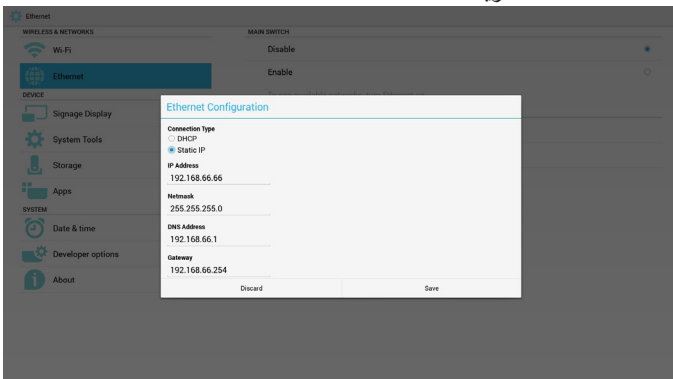 Ethernet
WIRELESS & NETWORKS
Wi-Fi
Ethernet
DEVICE
Signage Display
System Tools
Storage
Apps
SYSTEM
Date & time
Developer options
About
MAIN SWITCH
Disable
Enable
Ethernet Configuration
Connection Type
DHCP
Static IP
IP Address
192.168.66.66
Netmask
255.255.255.0
DNS Address
192.168.66.1
Gateway
192.168.66.254
Discard
Save